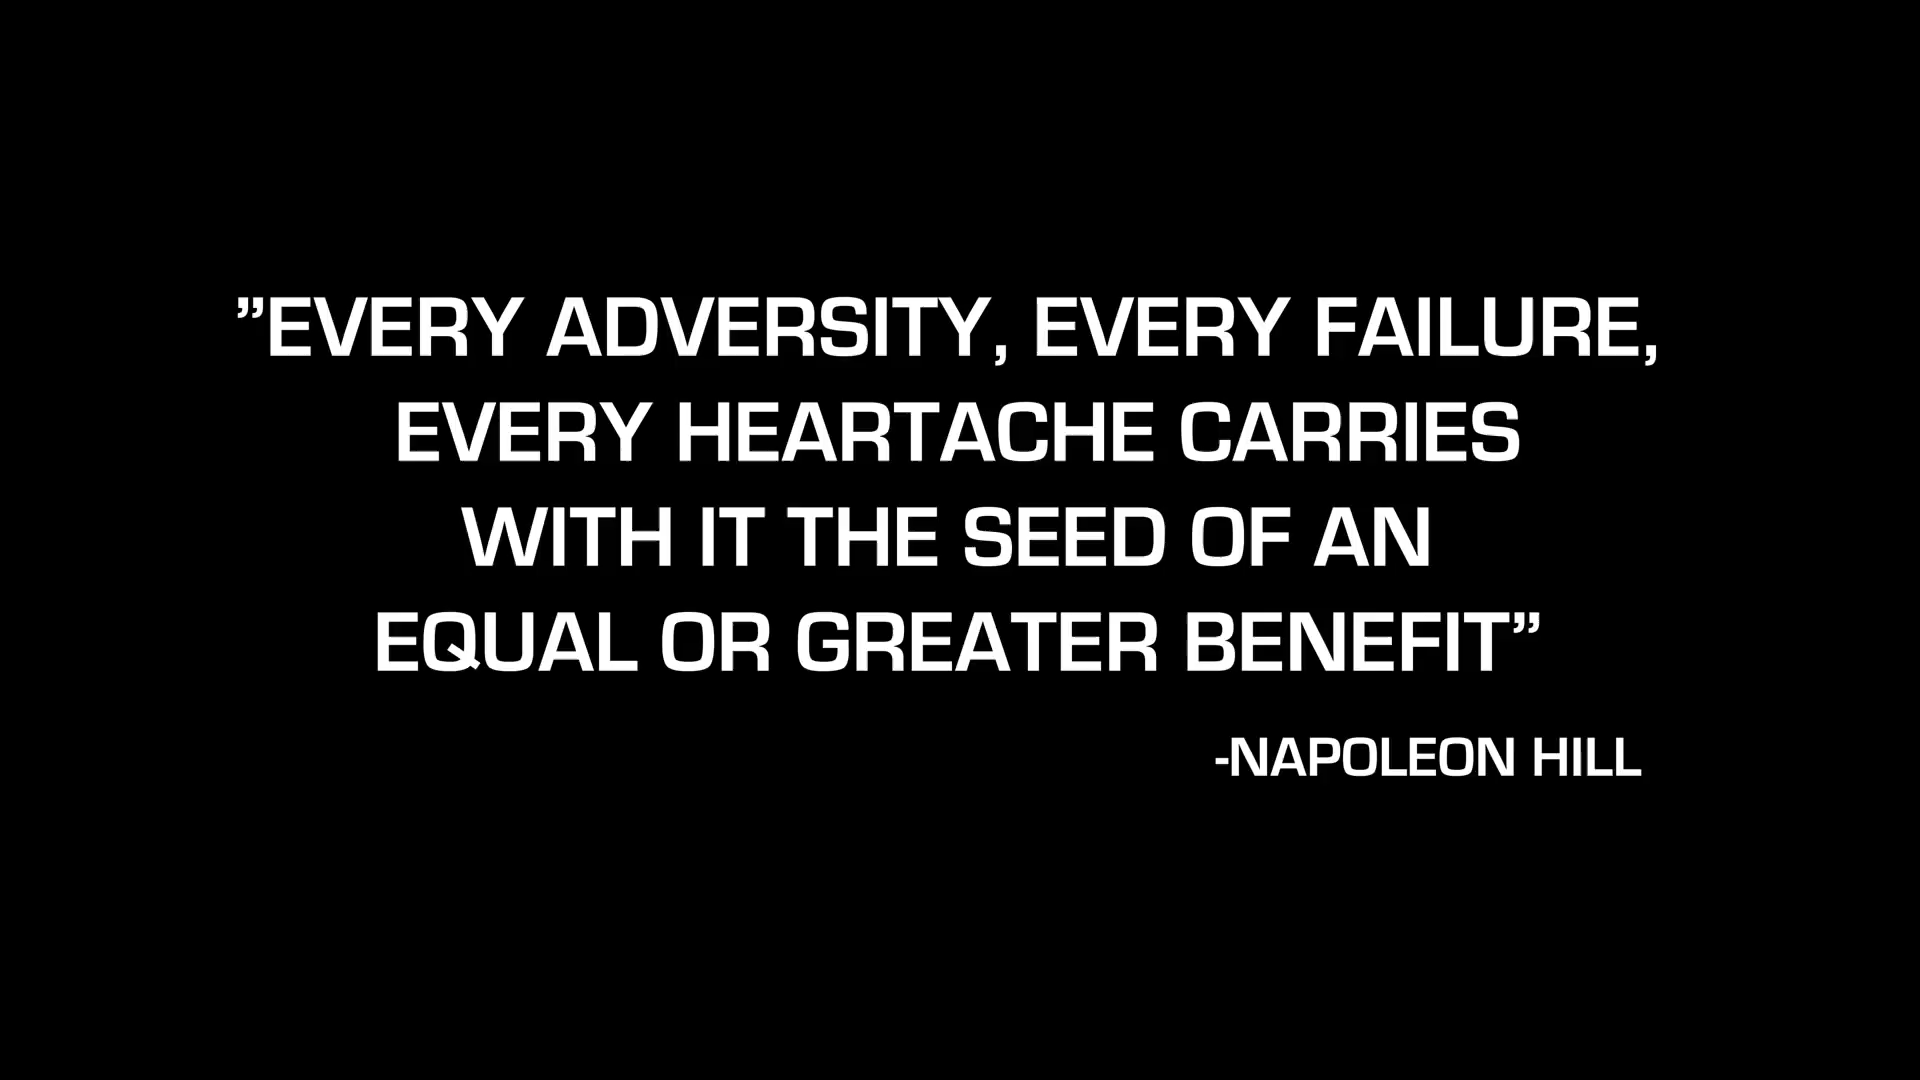 ”EVERY ADVERSITY, EVERY FAILURE,
EVERY HEARTACHE CARRIES
WITH IT THE SEED OF AN
EQUAL OR GREATER BENEFIT”
-NAPOLEON HILL